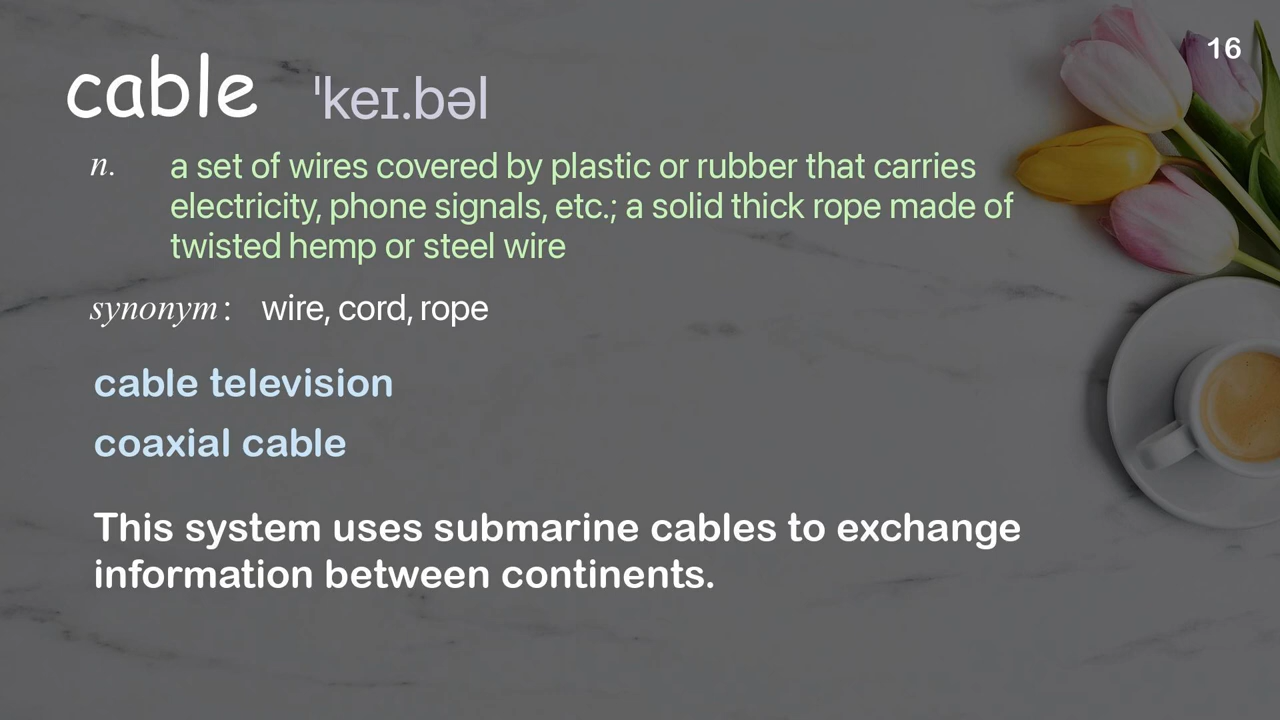 16
cable ˈkeɪ.bəl
n. a set of wires covered by plastic or rubber that carries
electricity, phone signals, etc.; a solid thick rope made of
twisted hemp or steel wire
synonym: wire, cord, rope
cable television
coaxial cable
This system uses submarine cables to exchange
information between continents.